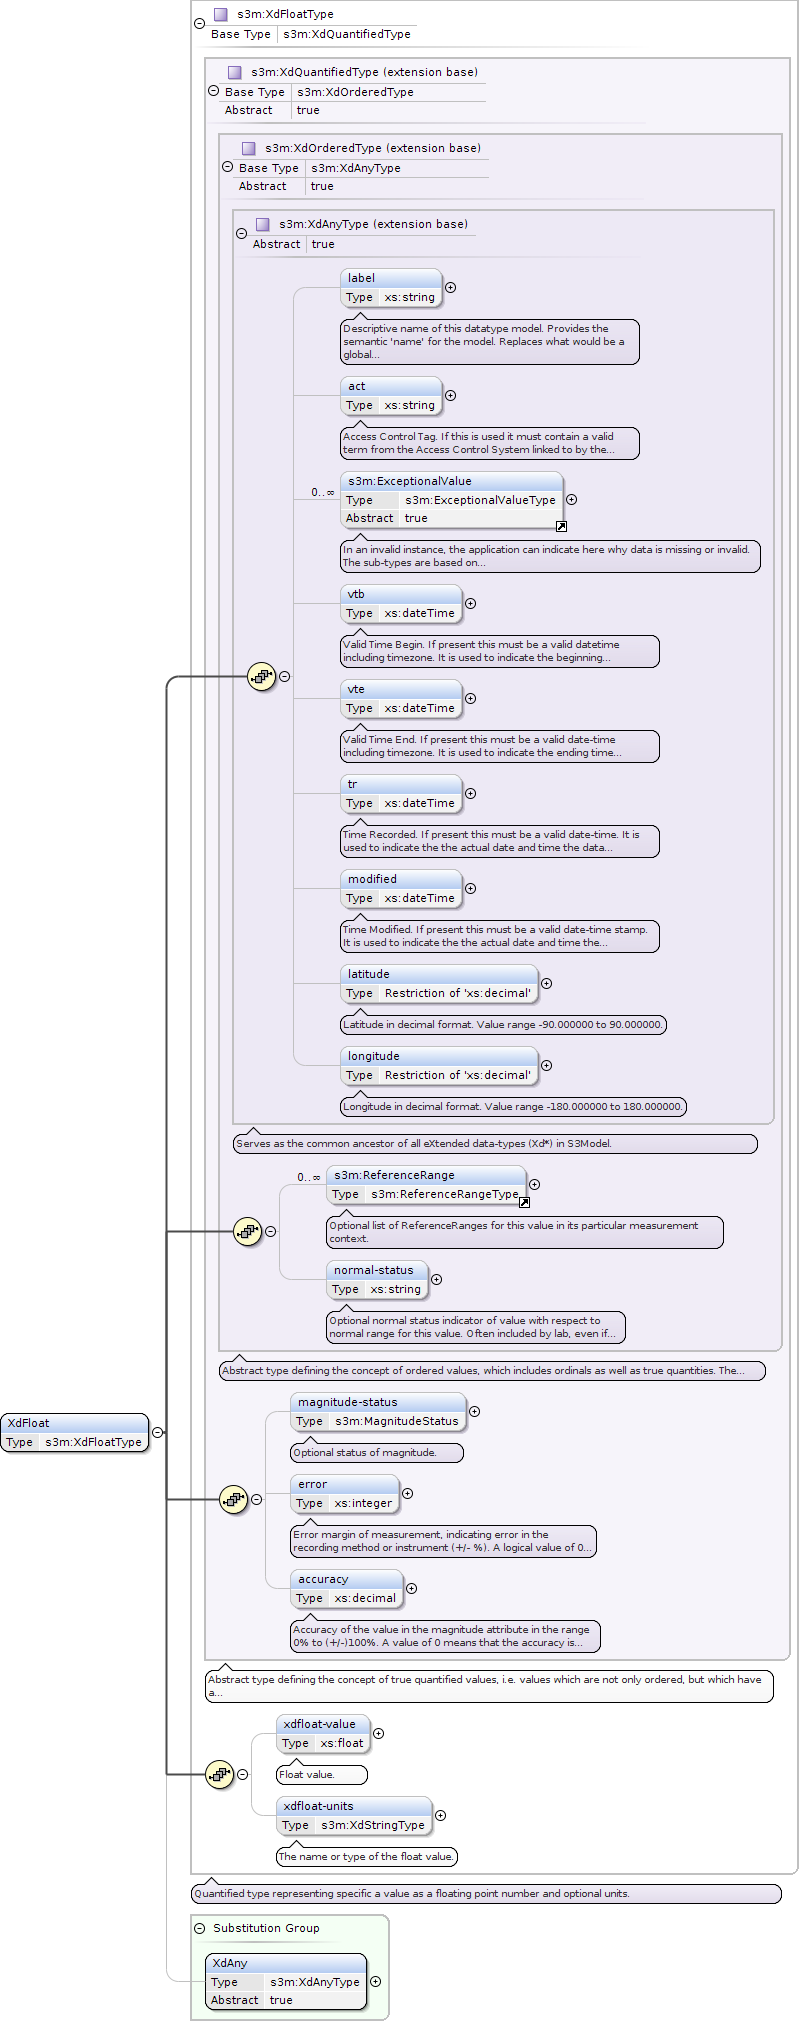 s3m:XdFloatType
Base Type s3m:XdQuantifiedType
s3m:XdQuantifiedType (extension base)
Base Type s3m:XdOrderedType
Abstract true
s3m:XdOrderedType (extension base)
Base Type s3m:XdAnyType
Abstract true
s3m:XdAnyType (extension base)
Abstract true
label
Type xs:string
Descriptive name of this datatype model. Provides the
semantic 'name' for the model. Replaces what would be a
global...
act
Type xs:string
Access Control Tag. If this is used it must contain a valid
term from the Access Control System linked to by the...
0..∞
s3m:ExceptionalValue
Type s3m:ExceptionalValueType
Abstract true
In an invalid instance, the application can indicate here why data is missing or invalid.
The sub-types are based on...
vtb
Type xs:dateTime
Valid Time Begin. If present this must be a valid datetime
including timezone. It is used to indicate the beginning...
vte
Type xs:dateTime
Valid Time End. If present this must be a valid date-time
including timezone. It is used to indicate the ending time...
tr
Type xs:dateTime
Time Recorded. If present this must be a valid date-time. It is
used to indicate the the actual date and time the data...
modified
Type xs:dateTime
Time Modified. If present this must be a valid date-time stamp.
It is used to indicate the the actual date and time the...
latitude
Type Restriction of 'xs:decimal'
Latitude in decimal format. Value range -90.000000 to 90.000000.
longitude
Type Restriction of 'xs:decimal'
Longitude in decimal format. Value range -180.000000 to 180.000000.
Serves as the common ancestor of all eXtended data-types (Xd*) in S3Model.
0..∞
s3m:ReferenceRange
Type s3m:ReferenceRangeType
Optional list of ReferenceRanges for this value in its particular measurement
context.
normal-status
Type xs:string
Optional normal status indicator of value with respect to
normal range for this value. Often included by lab, even if...
Abstract type defining the concept of ordered values, which includes ordinals as well as true quantities. The...
magnitude-status
Type s3m:MagnitudeStatus
Optional status of magnitude.
XdFloat
Type s3m:XdFloatType
error
Type xs:integer
Error margin of measurement, indicating error in the
recording method or instrument (+/- %). A logical value of 0...
accuracy
Type xs:decimal
Accuracy of the value in the magnitude attribute in the range
0% to (+/-)100%. A value of 0 means that the accuracy is...
Abstract type defining the concept of true quantified values, i.e. values which are not only ordered, but which have
a...
xdfloat-value
Type xs:float
Float value.
xdfloat-units
Type s3m:XdStringType
The name or type of the float value.
Quantified type representing specific a value as a floating point number and optional units.
Substitution Group
XdAny
Type s3m:XdAnyType
Abstract true